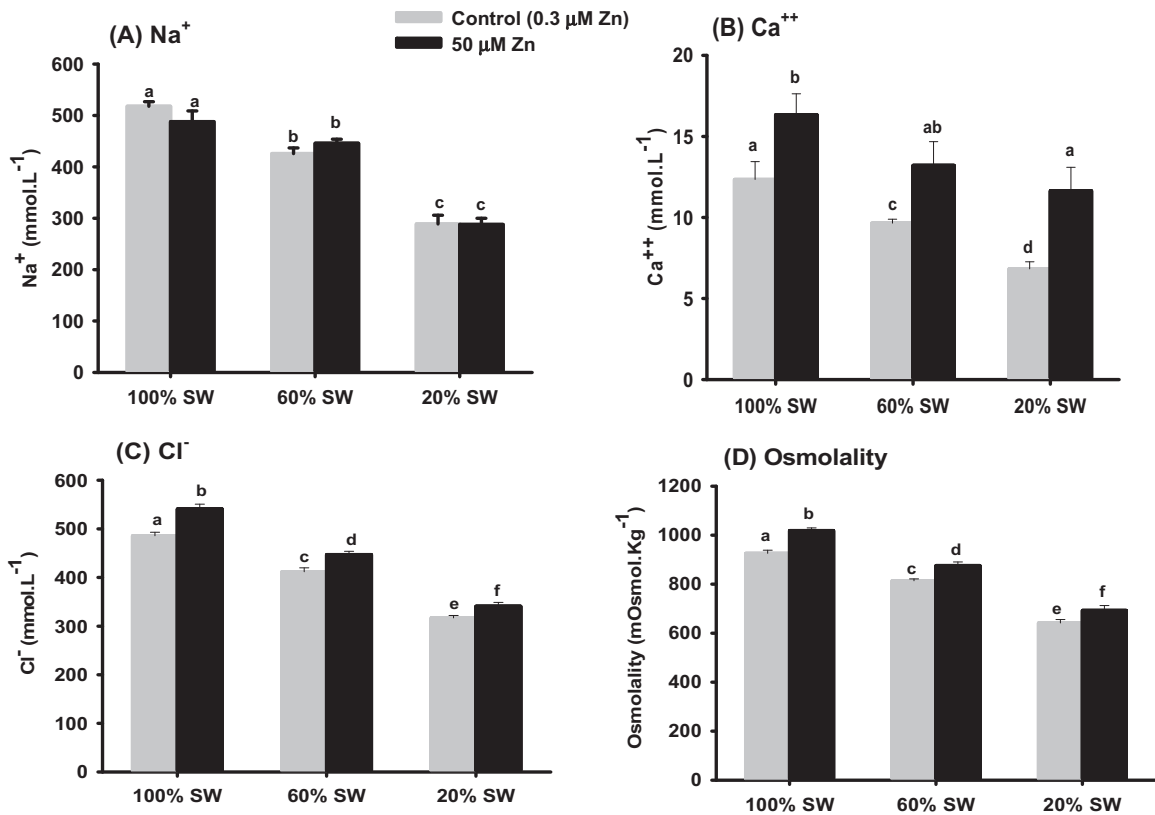 Control (0.3 µM Zn)
50 µM Zn
(A) Na⁺
Na⁺ (mmol.L⁻¹)
600
500
400
300
200
100
0
a
a
b
b
c
c
100% SW
60% SW
20% SW
(B) Ca⁺⁺
Ca⁺⁺ (mmol.L⁻¹)
20
15
10
5
0
a
b
c
ab
d
a
100% SW
60% SW
20% SW
(C) Cl⁻
Cl⁻ (mmol.L⁻¹)
600
500
400
300
200
100
0
a
b
c
d
e
f
100% SW
60% SW
20% SW
(D) Osmolality
Osmolality (mOsmol.Kg⁻¹)
1200
1000
800
600
400
200
0
a
b
c
d
e
f
100% SW
60% SW
20% SW